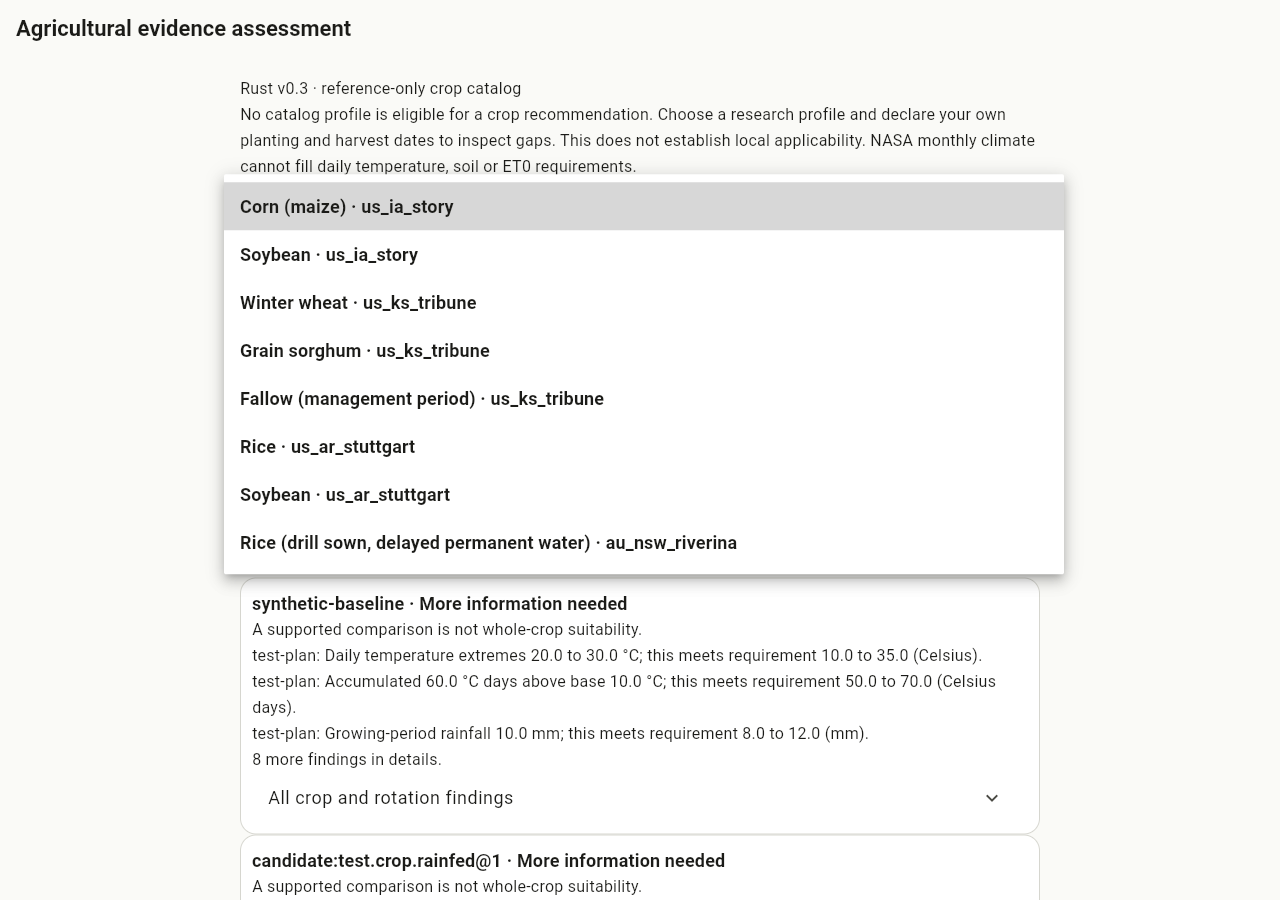 Agricultural evidence assessment
Rust v0.3 · reference-only crop catalog
No catalog profile is eligible for a crop recommendation. Choose a research profile and declare your own
planting and harvest dates to inspect gaps. This does not establish local applicability. NASA monthly climate
cannot fill daily temperature, soil or ET0 requirements.
Corn (maize) · us_ia_story
Soybean · us_ia_story
Winter wheat · us_ks_tribune
Grain sorghum · us_ks_tribune
Fallow (management period) · us_ks_tribune
Rice · us_ar_stuttgart
Soybean · us_ar_stuttgart
Rice (drill sown, delayed permanent water) · au_nsw_riverina
synthetic-baseline · More information needed
A supported comparison is not whole-crop suitability.
test-plan: Daily temperature extremes 20.0 to 30.0 °C; this meets requirement 10.0 to 35.0 (Celsius).
test-plan: Accumulated 60.0 °C days above base 10.0 °C; this meets requirement 50.0 to 70.0 (Celsius
days).
test-plan: Growing-period rainfall 10.0 mm; this meets requirement 8.0 to 12.0 (mm).
8 more findings in details.
All crop and rotation findings
candidate:test.crop.rainfed@1 · More information needed
A supported comparison is not whole-crop suitability.